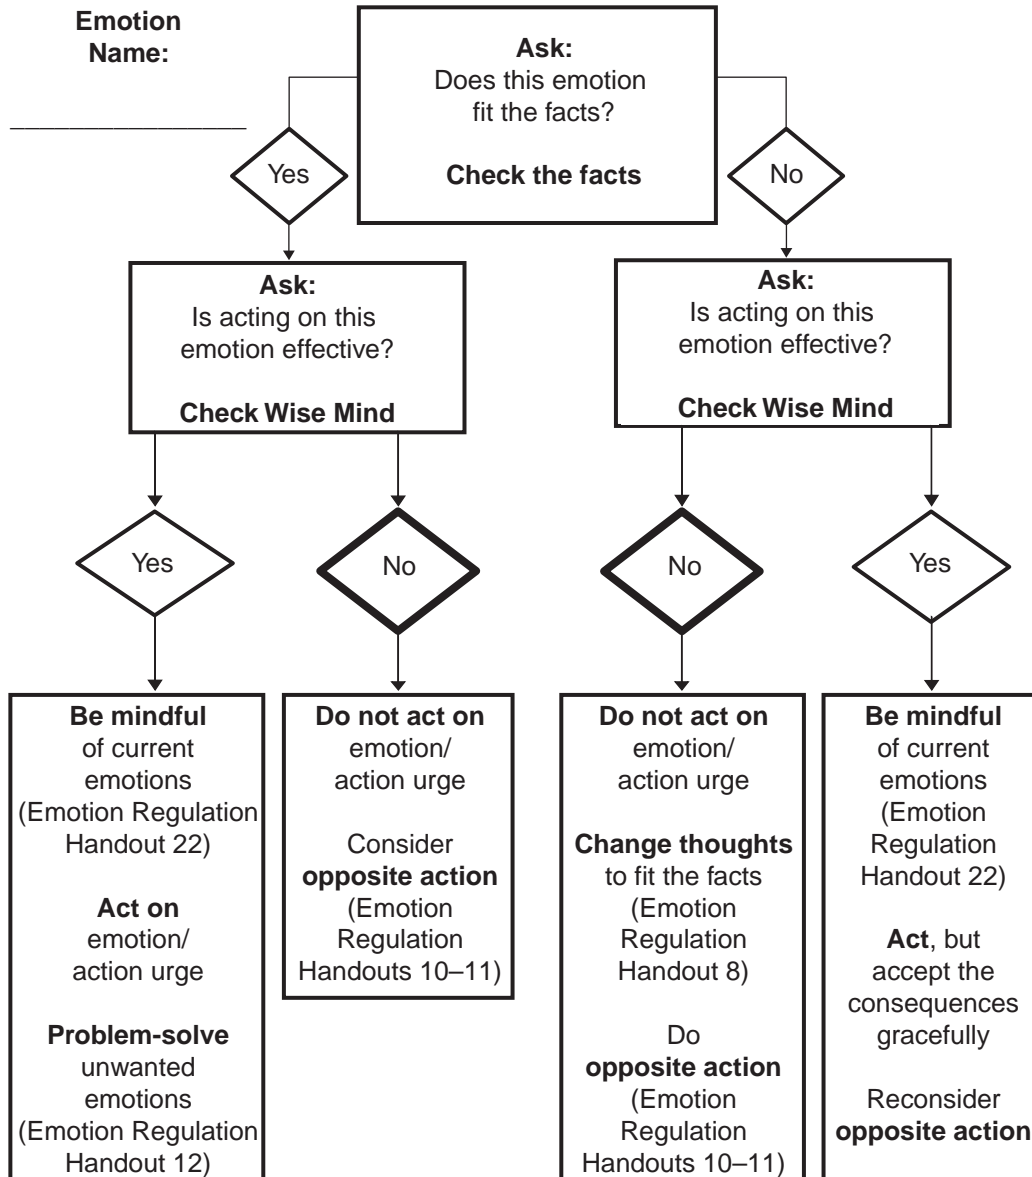 Emotion
Name:
________________
Ask:
Does this emotion
fit the facts?
Check the facts
Yes
No
Ask:
Is acting on this
emotion effective?
Check Wise Mind
Ask:
Is acting on this
emotion effective?
Check Wise Mind
Yes
No
No
Yes
Be mindful
of current
emotions
(Emotion Regulation
Handout 22)
Act on
emotion/
action urge
Problem-solve
unwanted
emotions
(Emotion Regulation
Handout 12)
Do not act on
emotion/
action urge
Consider
opposite action
(Emotion
Regulation
Handouts 10–11)
Do not act on
emotion/
action urge
Change thoughts
to fit the facts
(Emotion
Regulation
Handout 8)
Do
opposite action
(Emotion
Regulation
Handouts 10–11)
Be mindful
of current
emotions
(Emotion
Regulation
Handout 22)
Act, but
accept the
consequences
gracefully
Reconsider
opposite action